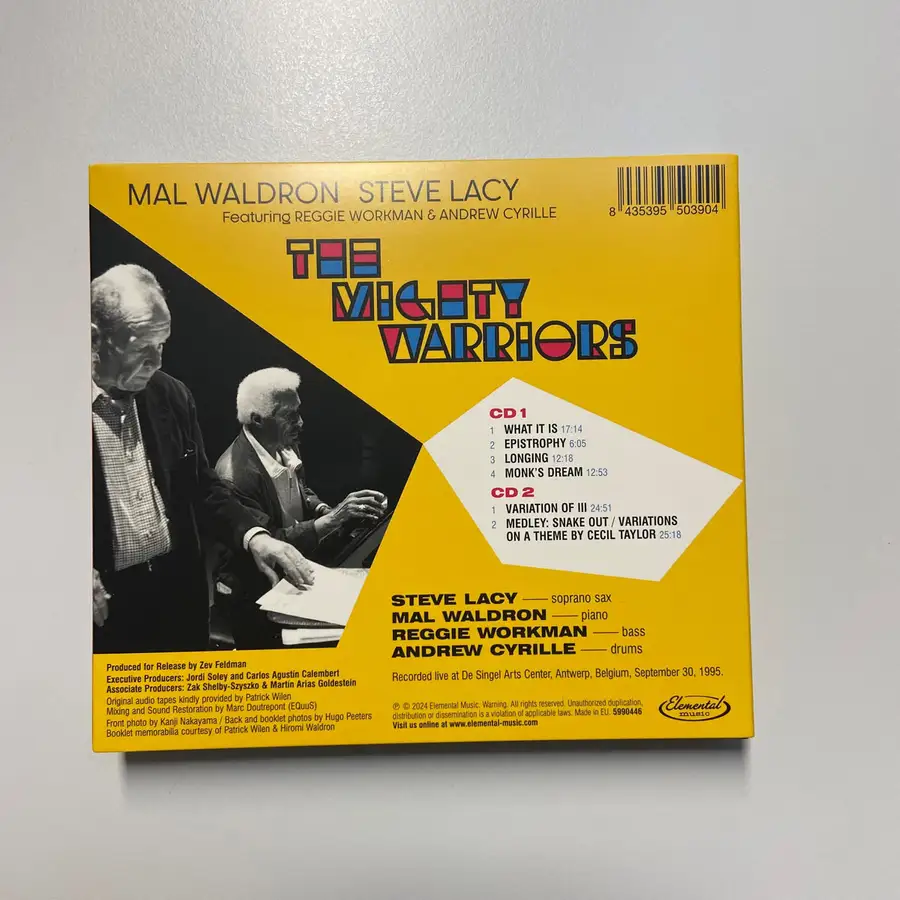 MAL WALDRON STEVE LACY
Featuring REGGIE WORKMAN & ANDREW CYRILLE
8 435395 503904
THE
MIGHTY
WARRIORS
CD 1
1 WHAT IT IS 17:14
2 EPISTROPHY 6:05
3 LONGING 12:18
4 MONK'S DREAM 12:53
CD 2
1 VARIATION OF III 24:51
2 MEDLEY: SNAKE OUT / VARIATIONS
ON A THEME BY CECIL TAYLOR 25:18
STEVE LACY — soprano sax
MAL WALDRON — piano
REGGIE WORKMAN — bass
ANDREW CYRILLE — drums
Recorded live at De Singel Arts Center, Antwerp, Belgium, September 30, 1995.
Produced for Release by Zev Feldman
Executive Producers: Jordi Soley and Carlos Agustín Calembert
Associate Producers: Zak Shelby-Szyszko & Martin Arias Goldestein
Original audio tapes kindly provided by Patrick Wilen
Mixing and Sound Restoration by Marc Doutrepont (EQuuS)
Front photo by Kanji Nakayama / Back and booklet photos by Hugo Peeters
Booklet memorabilia courtesy of Patrick Wilen & Hiromi Waldron
℗ © 2024 Elemental Music. Warning. All rights reserved. Unauthorized duplication,
distribution or dissemination is a violation of applicable laws. Made in EU. 5990446
Visit us online at www.elemental-music.com
Elemental
music